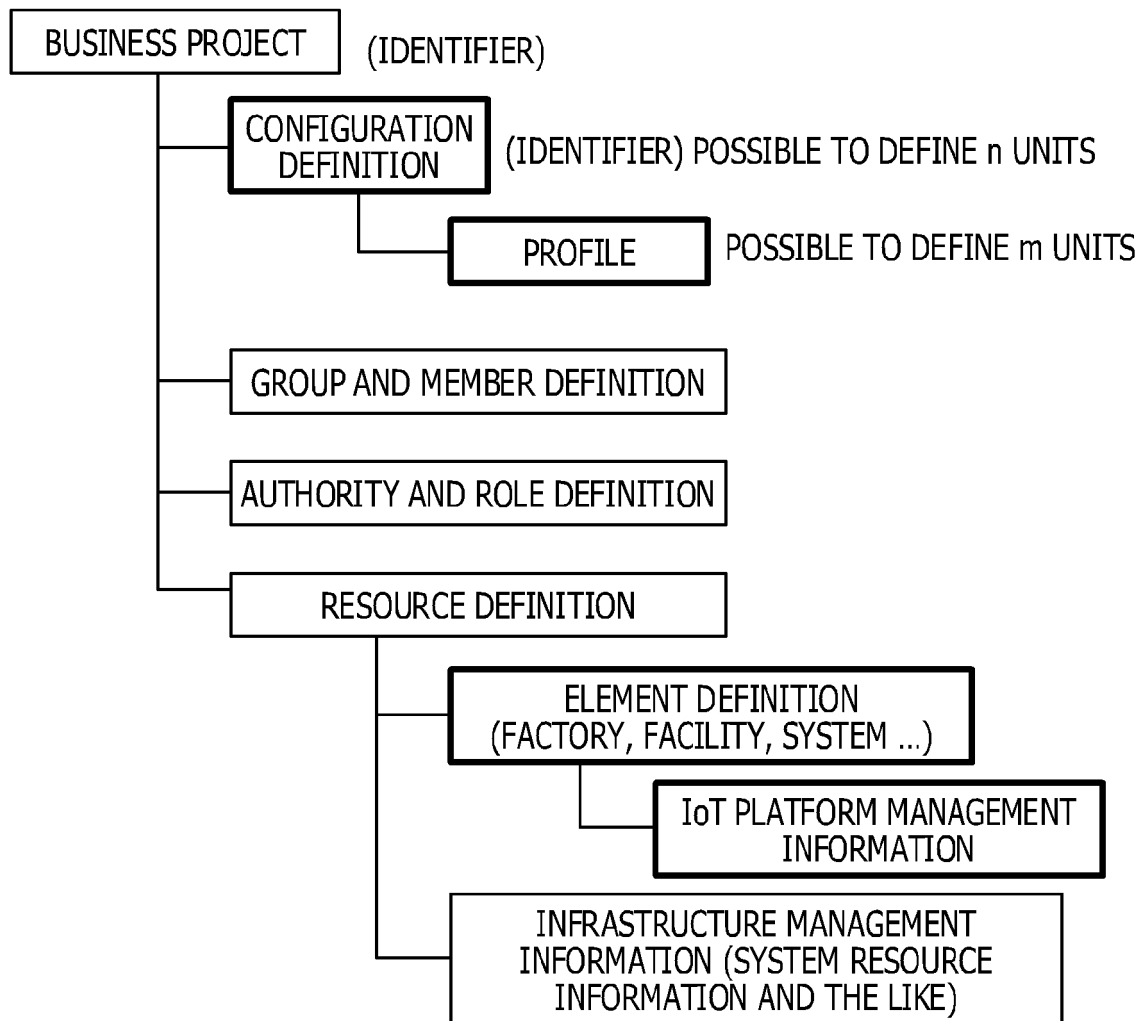 BUSINESS PROJECT
(IDENTIFIER)
CONFIGURATION
DEFINITION
(IDENTIFIER) POSSIBLE TO DEFINE n UNITS
PROFILE
POSSIBLE TO DEFINE m UNITS
GROUP AND MEMBER DEFINITION
AUTHORITY AND ROLE DEFINITION
RESOURCE DEFINITION
ELEMENT DEFINITION
(FACTORY, FACILITY, SYSTEM ...)
IoT PLATFORM MANAGEMENT
INFORMATION
INFRASTRUCTURE MANAGEMENT
INFORMATION (SYSTEM RESOURCE
INFORMATION AND THE LIKE)